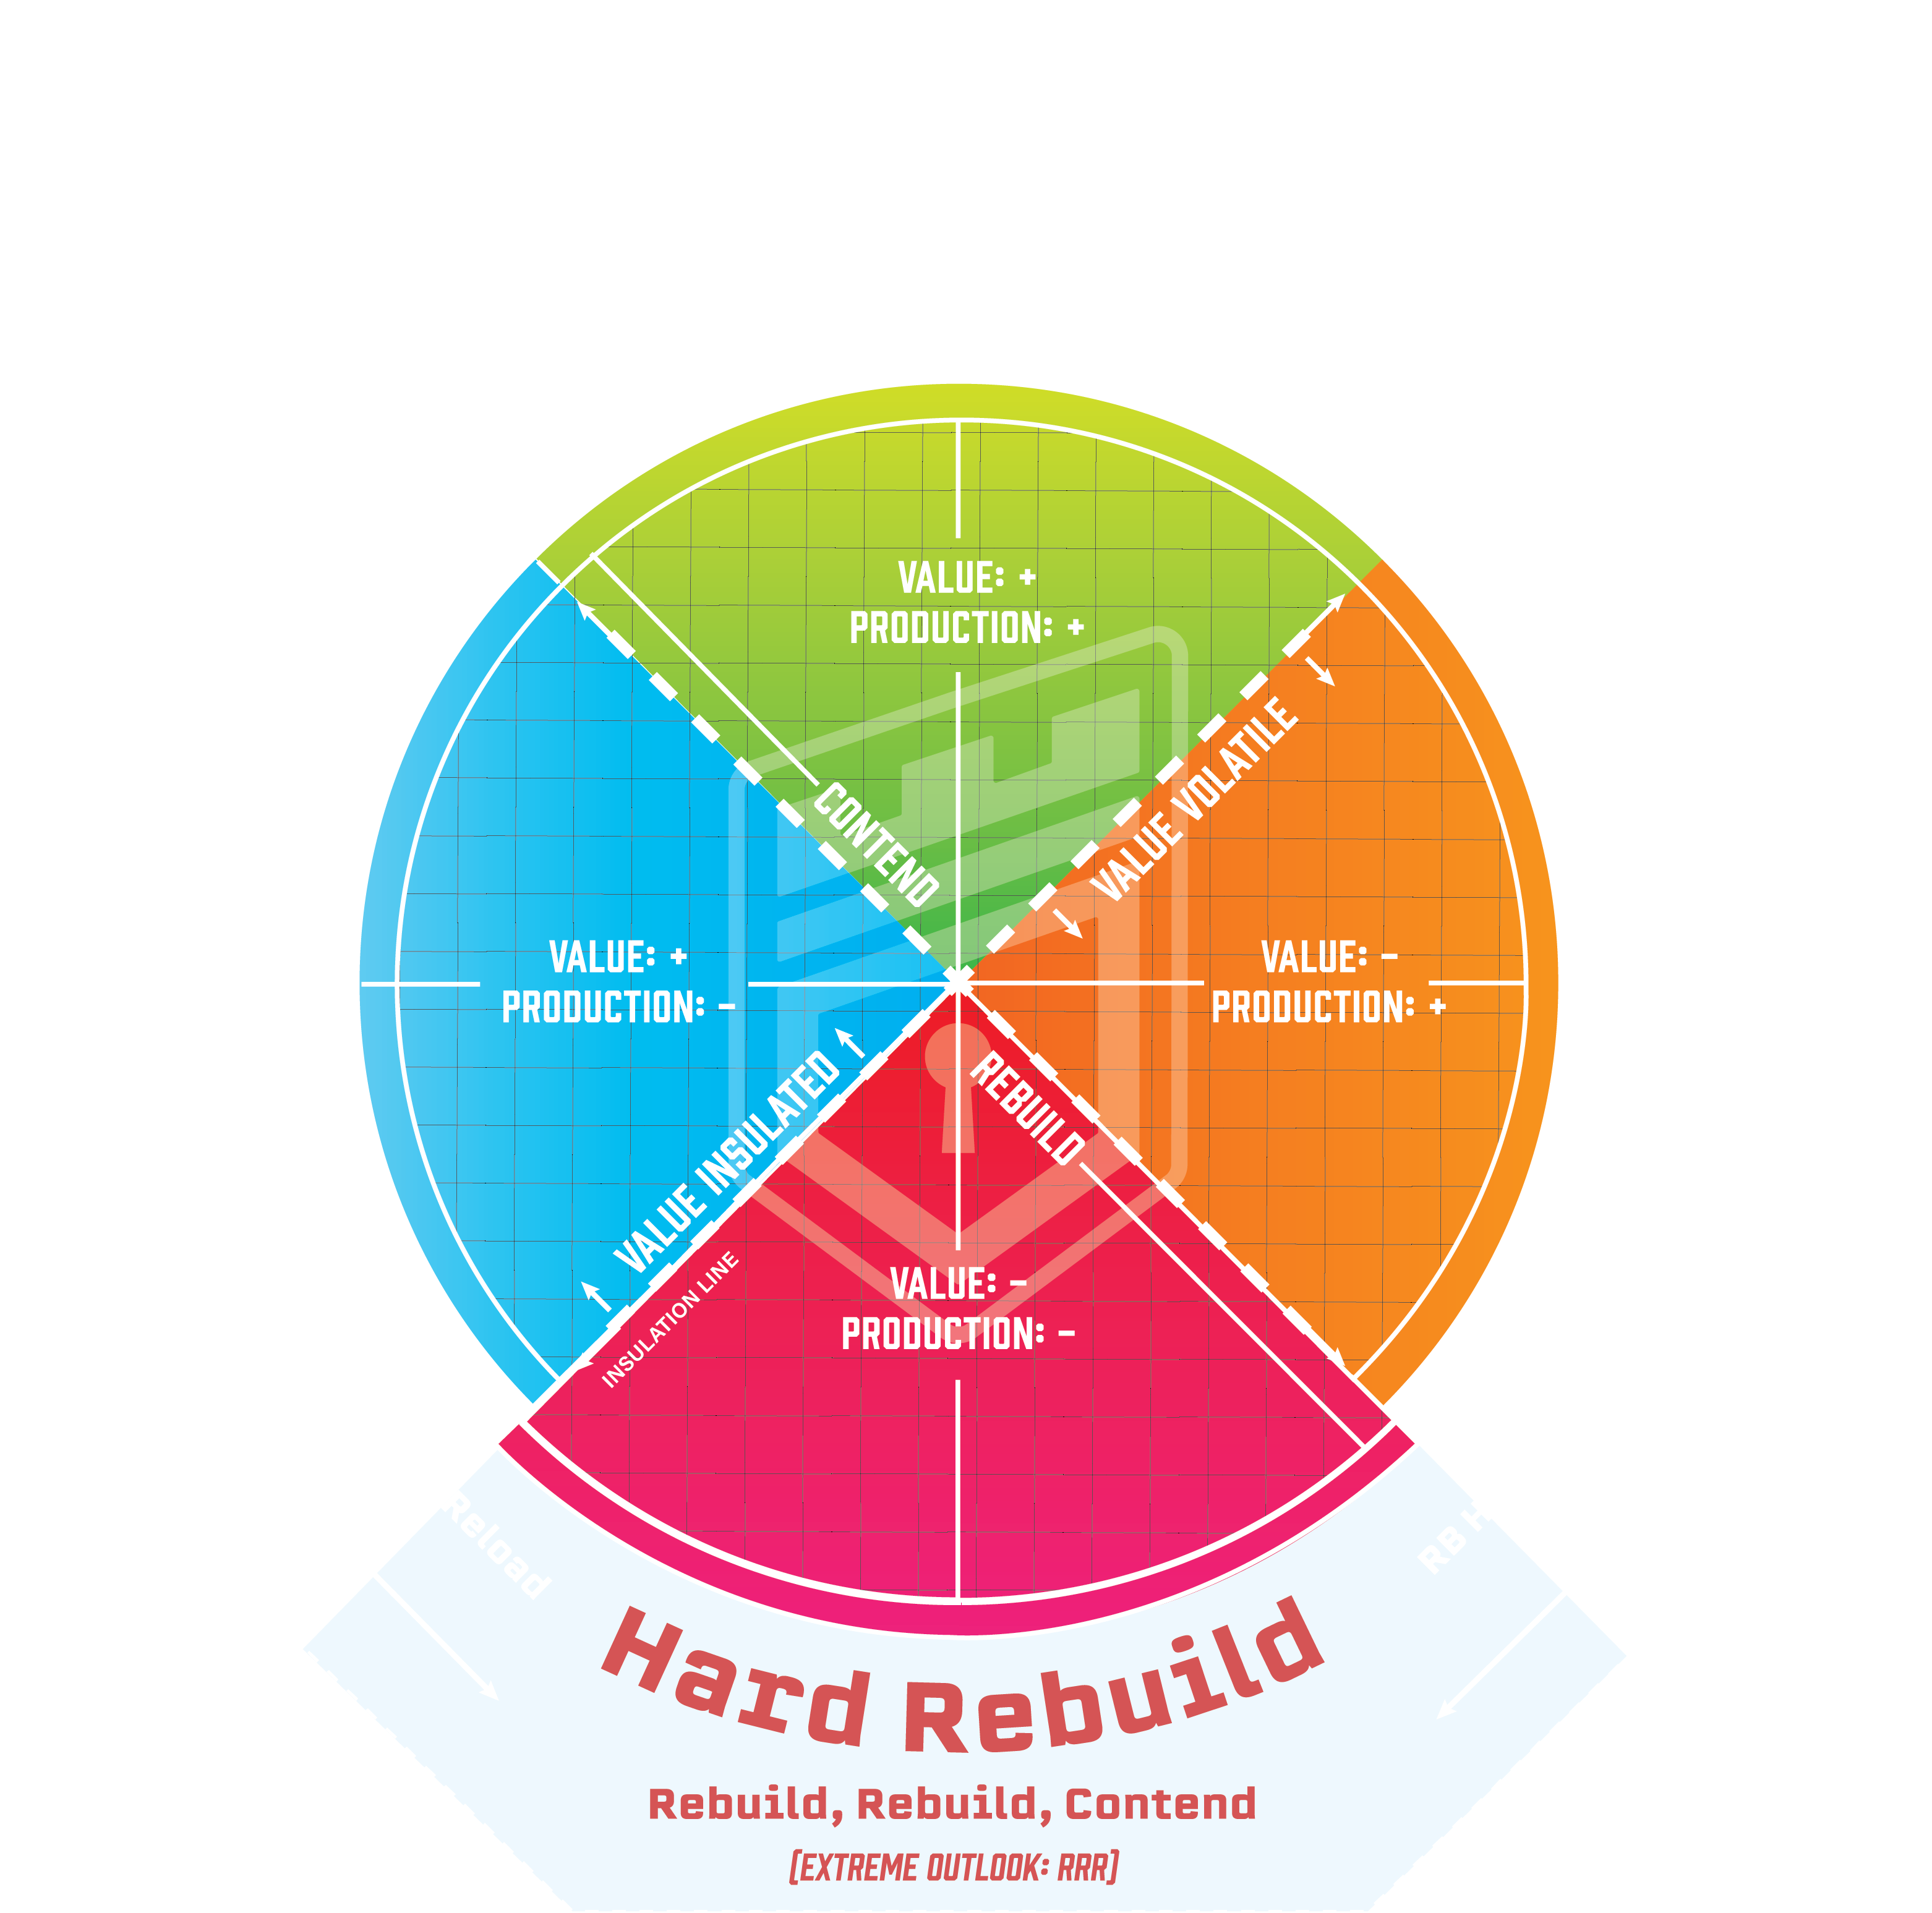 VALUE: +
PRODUCTION: +
CONTEND
VALUE VOLATILE
VALUE: +
PRODUCTION: −
VALUE: −
PRODUCTION: +
VALUE INSULATED
REBUILD
INSULATION LINE
VALUE: −
PRODUCTION: −
Reload
RB
Hard Rebuild
Rebuild, Rebuild, Contend
(EXTREME OUTLOOK: RRR)